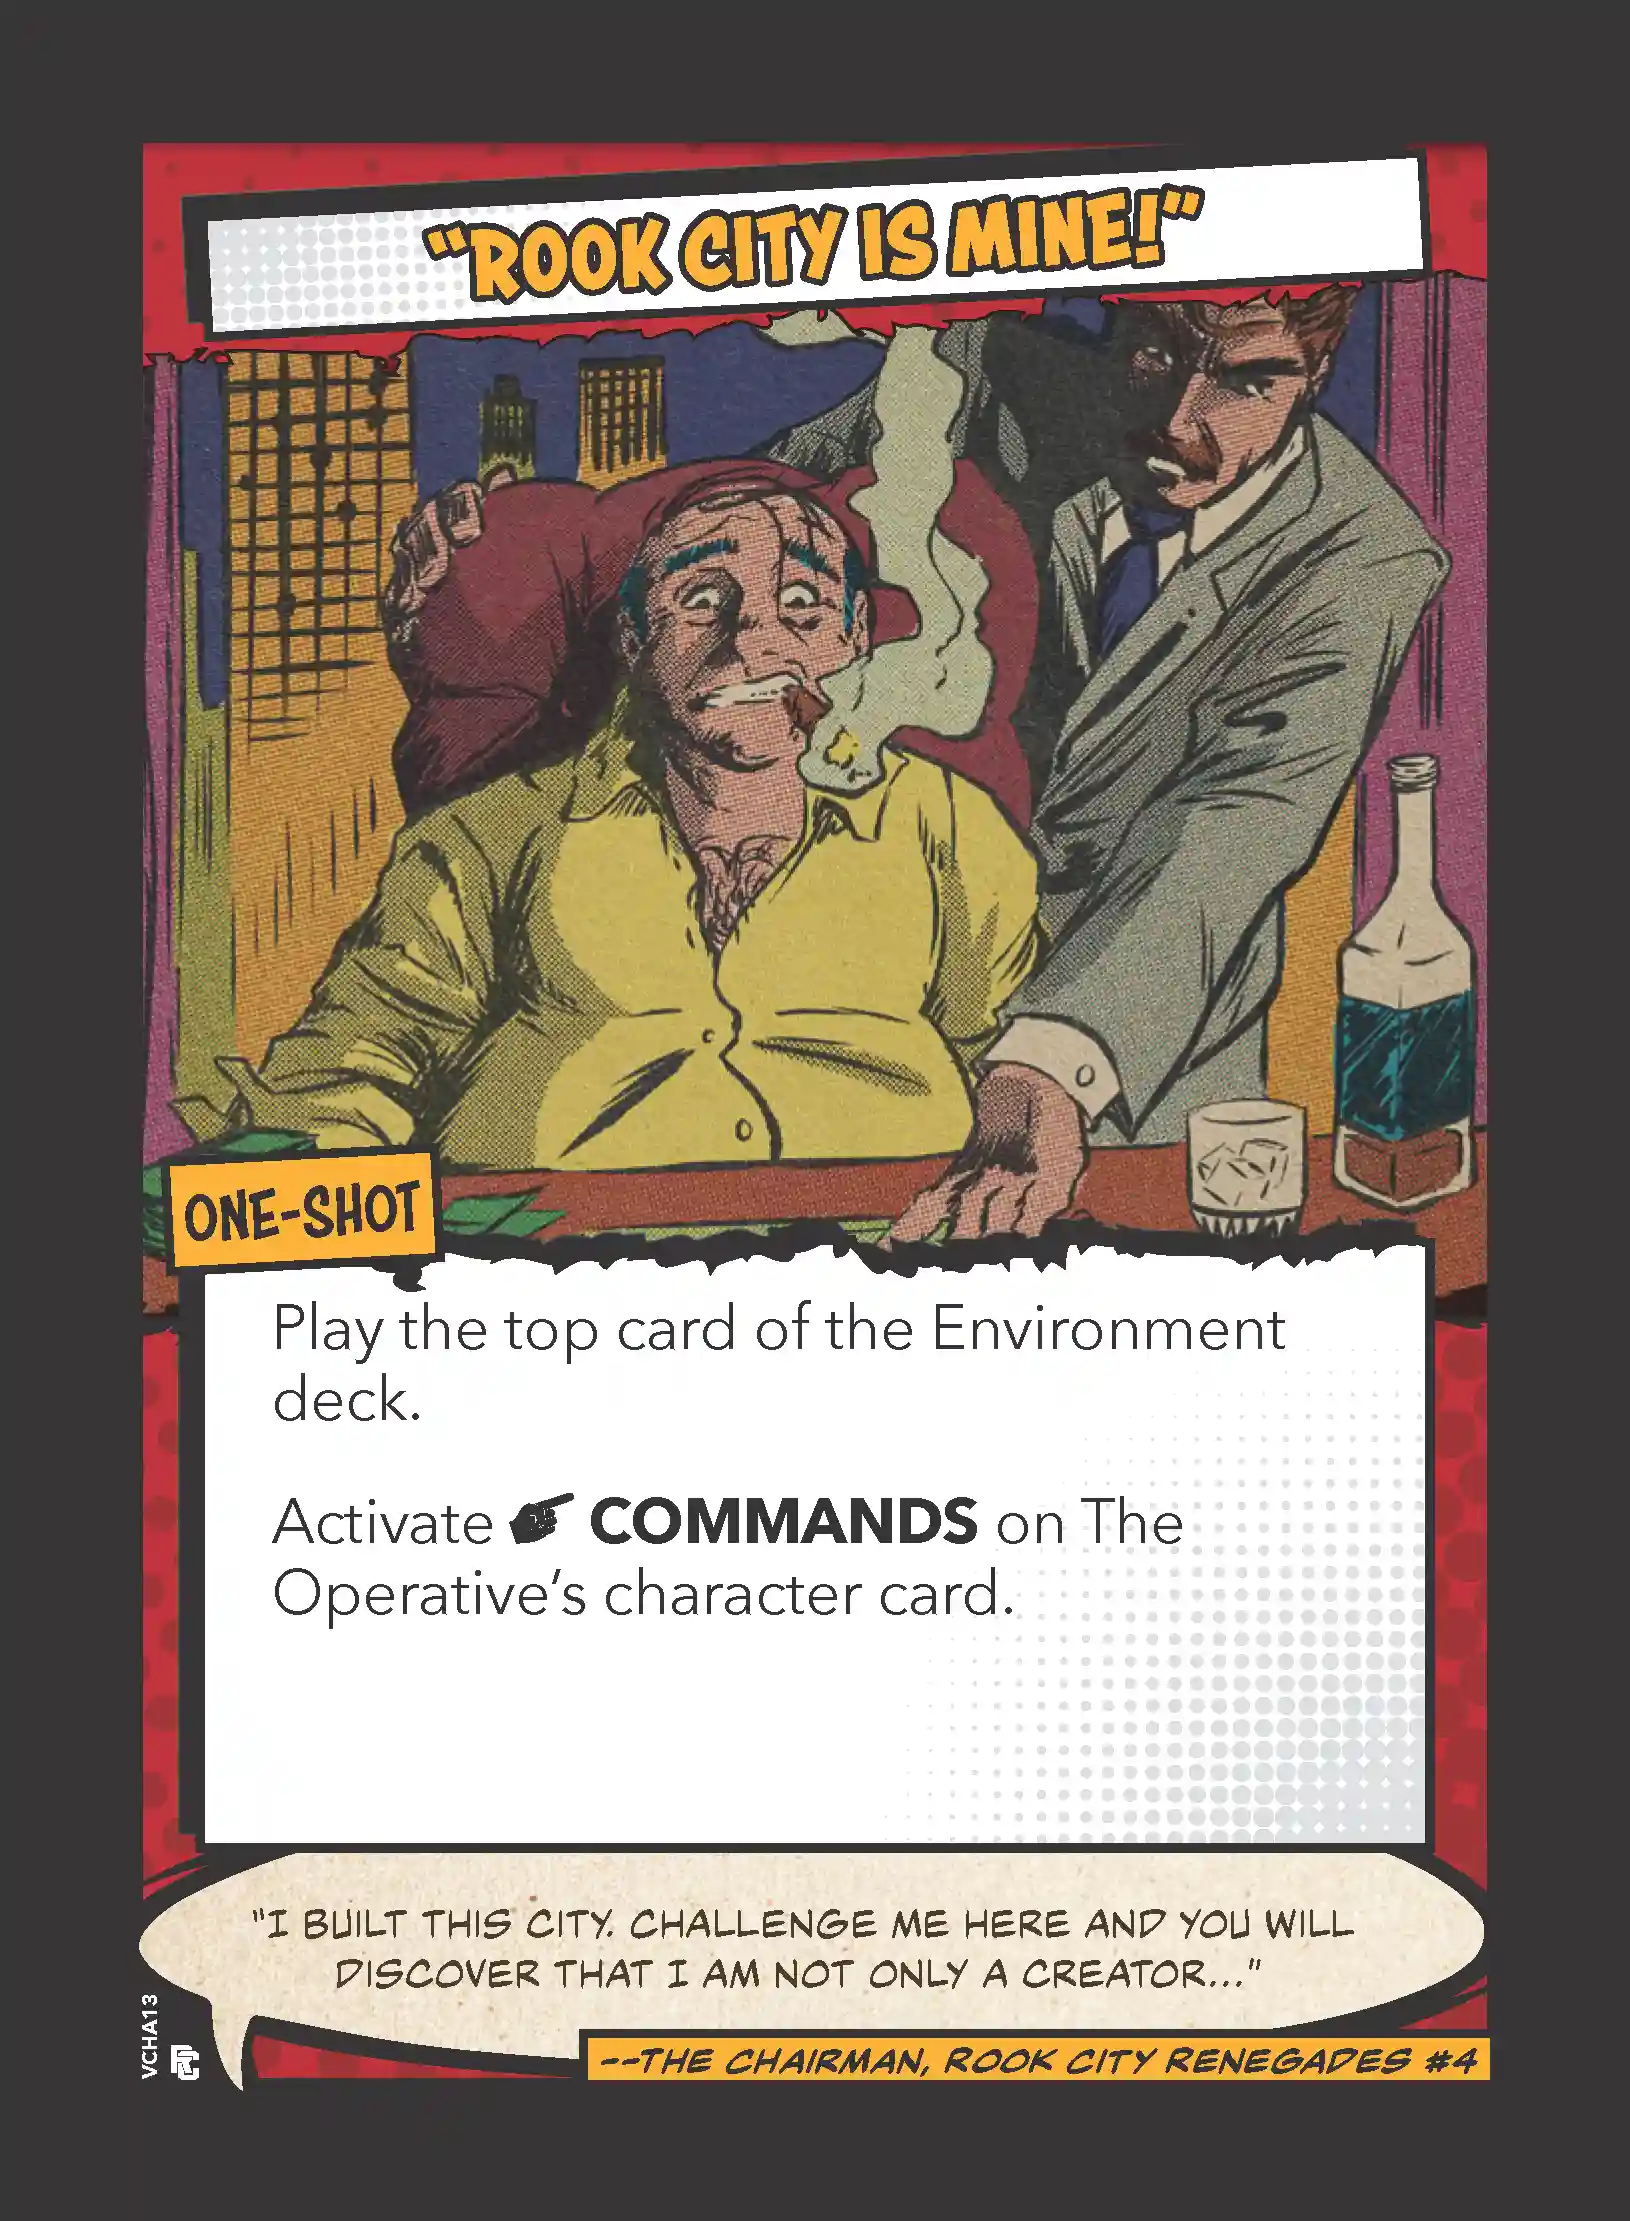 “ROOK CITY IS MINE!”
ONE-SHOT
Play the top card of the Environment
deck.
Activate COMMANDS on The
Operative’s character card.
"I BUILT THIS CITY. CHALLENGE ME HERE AND YOU WILL
DISCOVER THAT I AM NOT ONLY A CREATOR..."
--THE CHAIRMAN, ROOK CITY RENEGADES #4
VCHA13